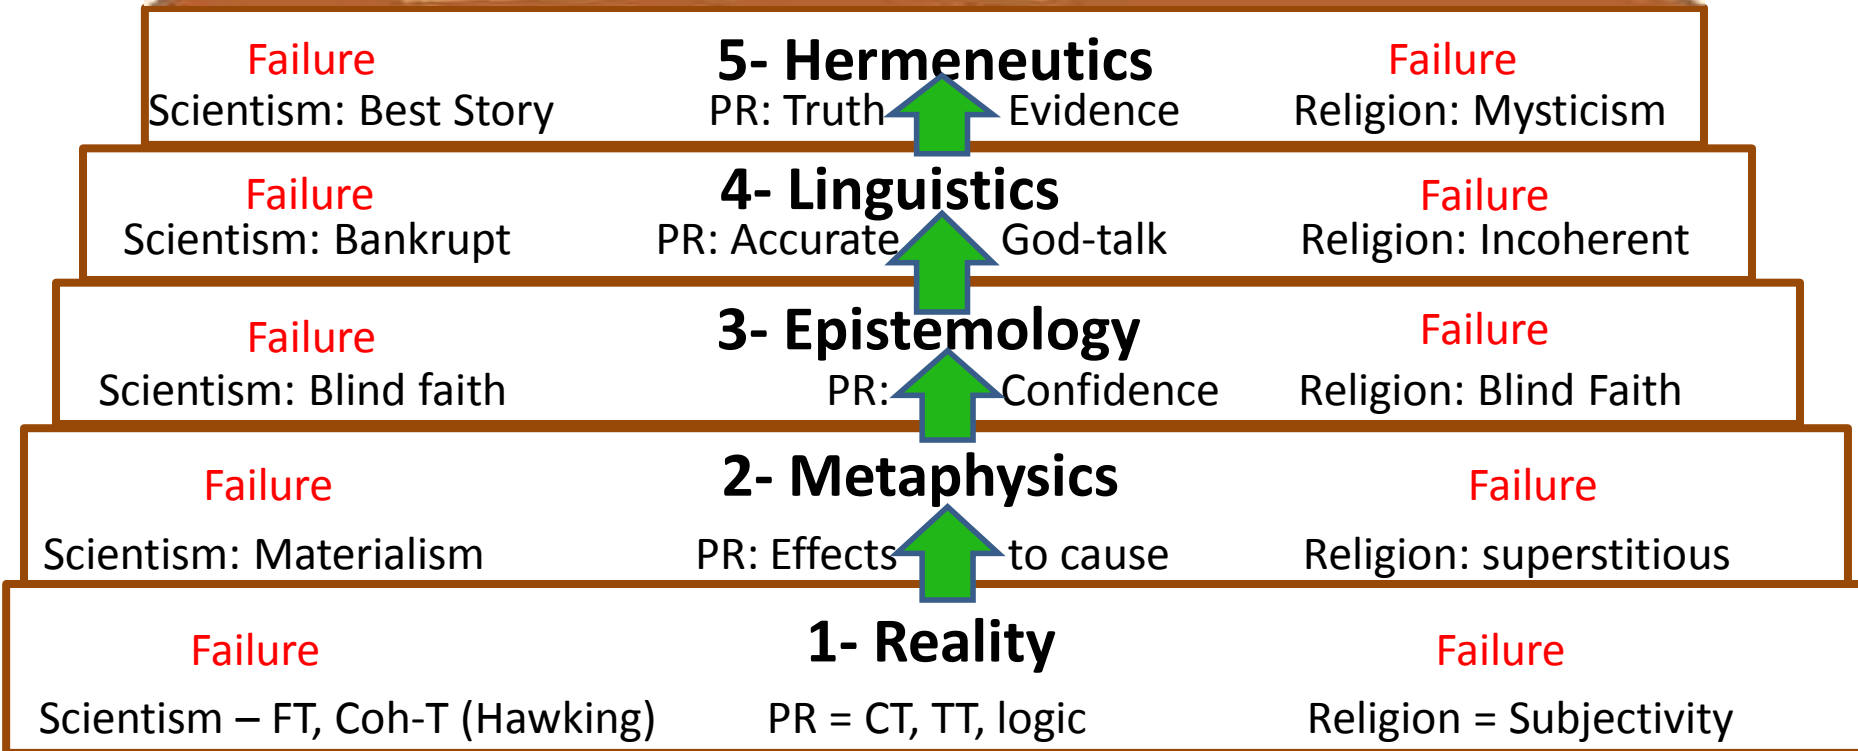 Failure 5- Hermeneutics Failure
Scientism: Best Story PR: Truth Evidence Religion: Mysticism
Failure 4- Linguistics Failure
Scientism: Bankrupt PR: Accurate God-talk Religion: Incoherent
Failure 3- Epistemology Failure
Scientism: Blind faith PR: Confidence Religion: Blind Faith
Failure 2- Metaphysics Failure
Scientism: Materialism PR: Effects to cause Religion: superstitious
Failure 1- Reality Failure
Scientism – FT, Coh-T (Hawking) PR = CT, TT, logic Religion = Subjectivity